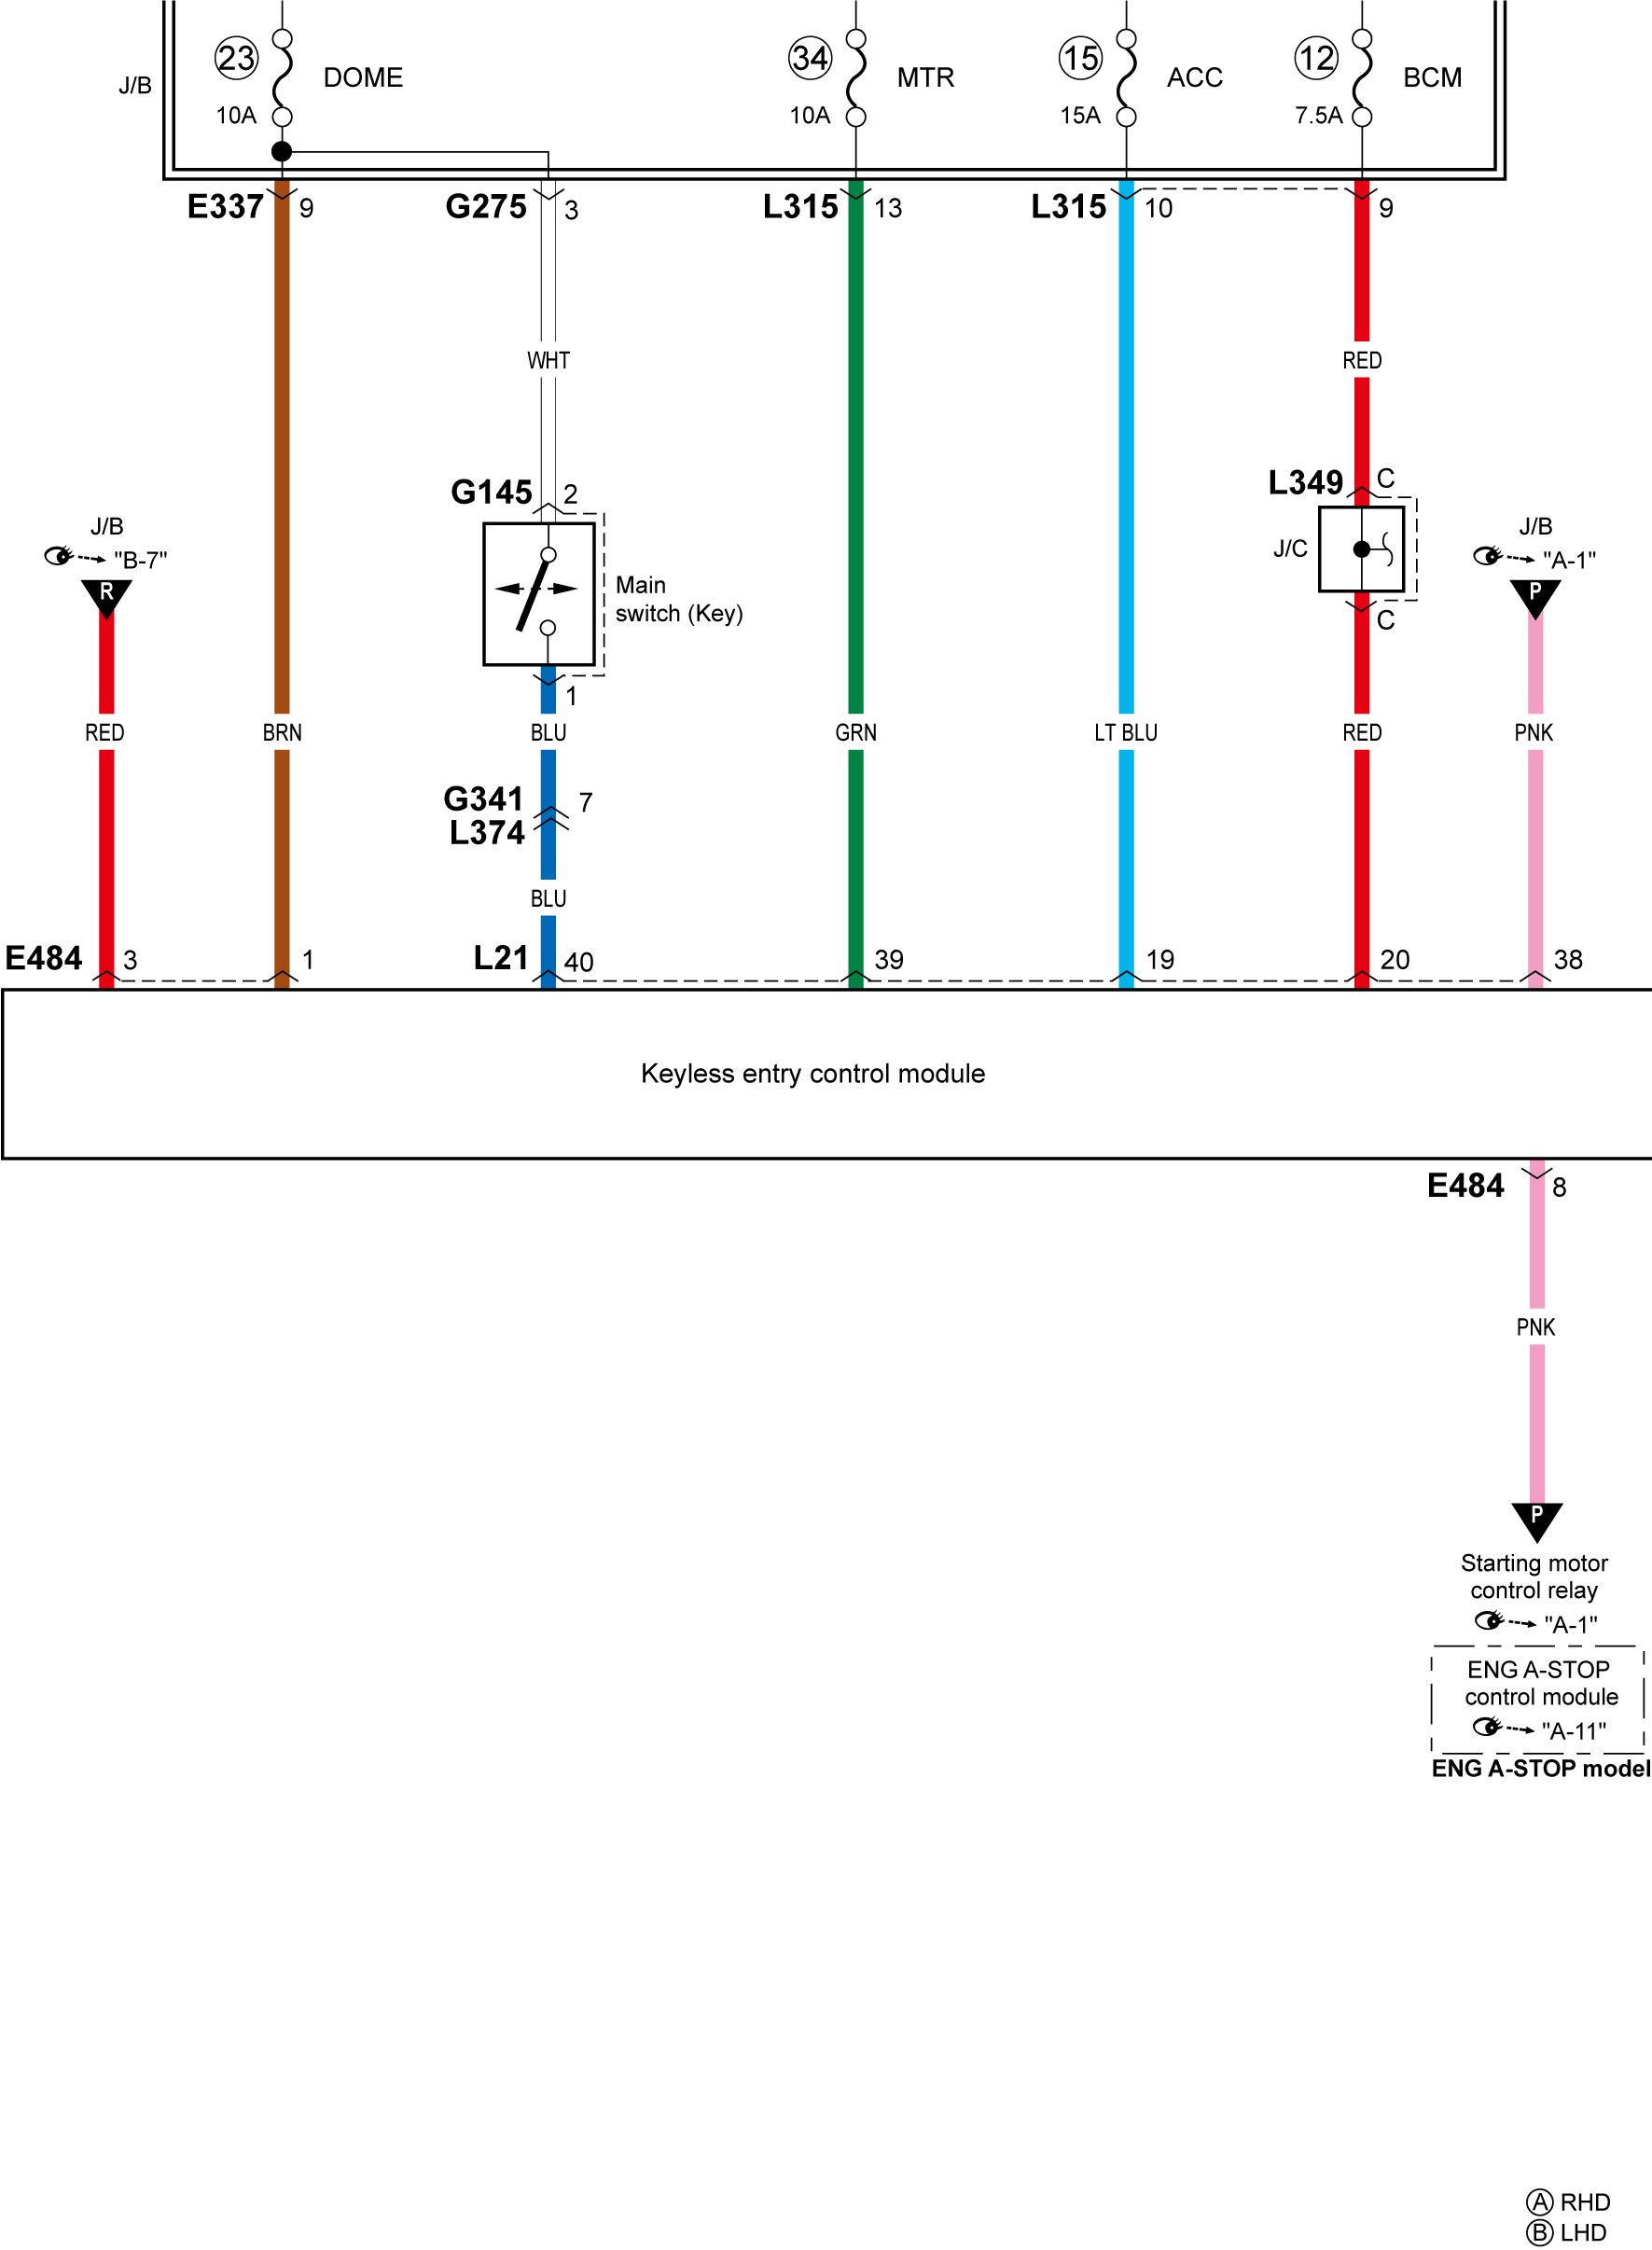 J/B
23
10A
DOME
34
10A
MTR
15
15A
ACC
12
7.5A
BCM
E337 9
G275 3
L315 13
L315 10
9
WHT
RED
G145 2
L349 C
J/C
C
J/B
"B-7"
R
Main
switch (Key)
J/B
"A-1"
P
1
RED
BRN
BLU
GRN
LT BLU
RED
PNK
G341 7
L374
BLU
E484 3
1
L21 40
39
19
20
38
Keyless entry control module
E484 8
PNK
P
Starting motor
control relay
"A-1"
ENG A-STOP
control module
"A-11"
ENG A-STOP model
A RHD
B LHD